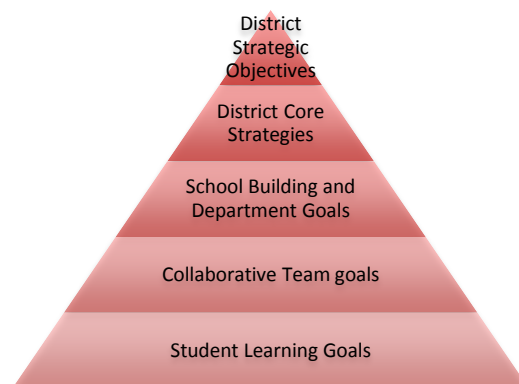 District
Strategic
Objectives
District Core
Strategies
School Building and
Department Goals
Collaborative Team goals
Student Learning Goals